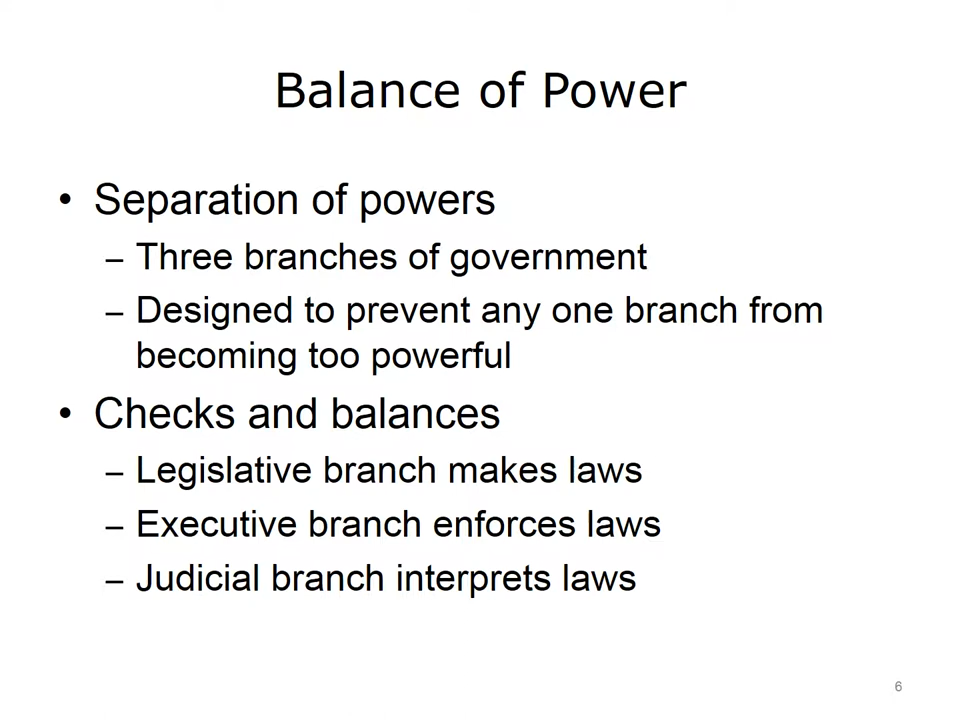 Balance of Power
• Separation of powers
– Three branches of government
– Designed to prevent any one branch from
becoming too powerful
• Checks and balances
– Legislative branch makes laws
– Executive branch enforces laws
– Judicial branch interprets laws
6